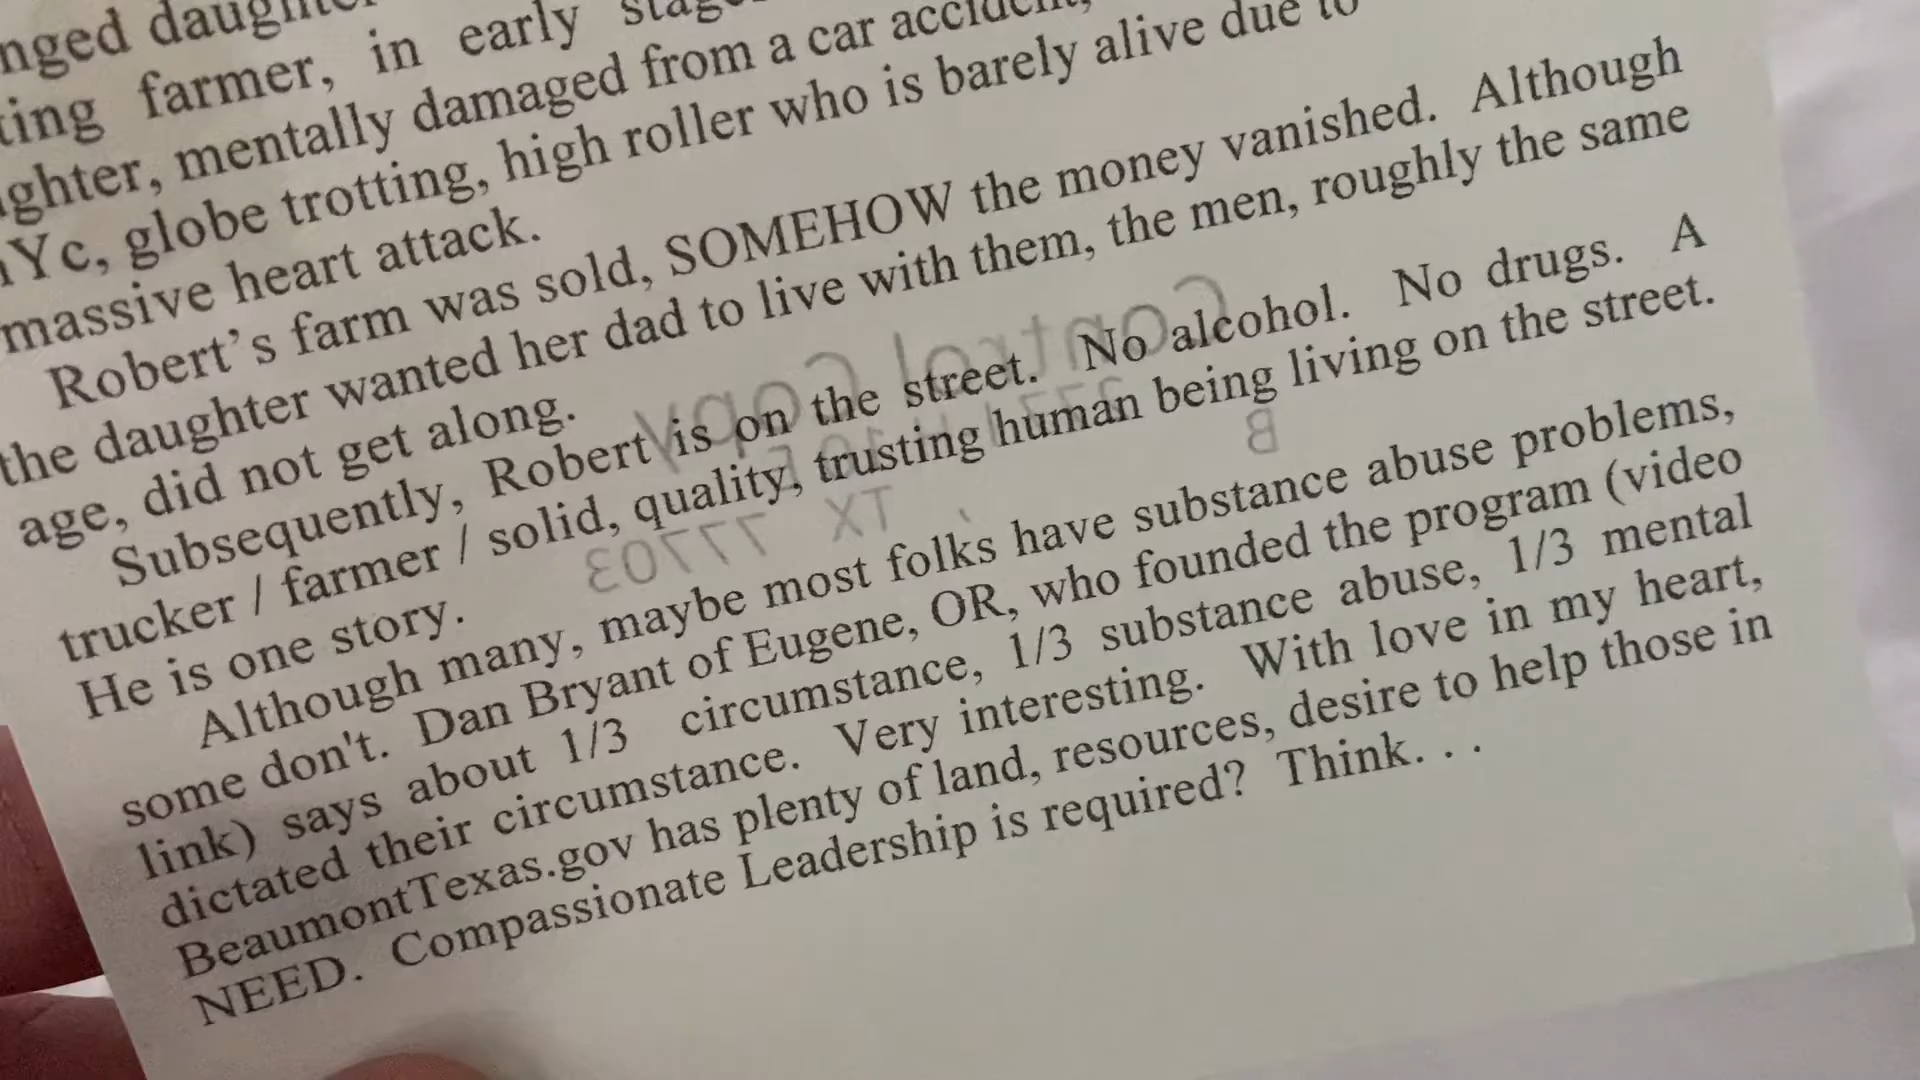 nged
ting farmer, in early
ghter, mentally damaged from a car
Yc, globe trotting, high roller who is barely alive due to
massive heart attack.
Robert's farm was sold, SOMEHOW the money vanished. Although
the daughter wanted her dad to live with them, the men, roughly the same
age, did not get along.
Subsequently, Robert is on the street. No alcohol. No drugs. A
trucker / farmer / solid, quality, trusting human being living on the street.
He is one story.
Although many, maybe most folks have substance abuse problems,
some don't. Dan Bryant of Eugene, OR, who founded the program (video
link) says about 1/3 circumstance, 1/3 substance abuse, 1/3 mental
dictated their circumstance. Very interesting. With love in my heart,
BeaumontTexas.gov has plenty of land, resources, desire to help those in
NEED. Compassionate Leadership is required? Think. . .
Control Copy
B
TX 77703